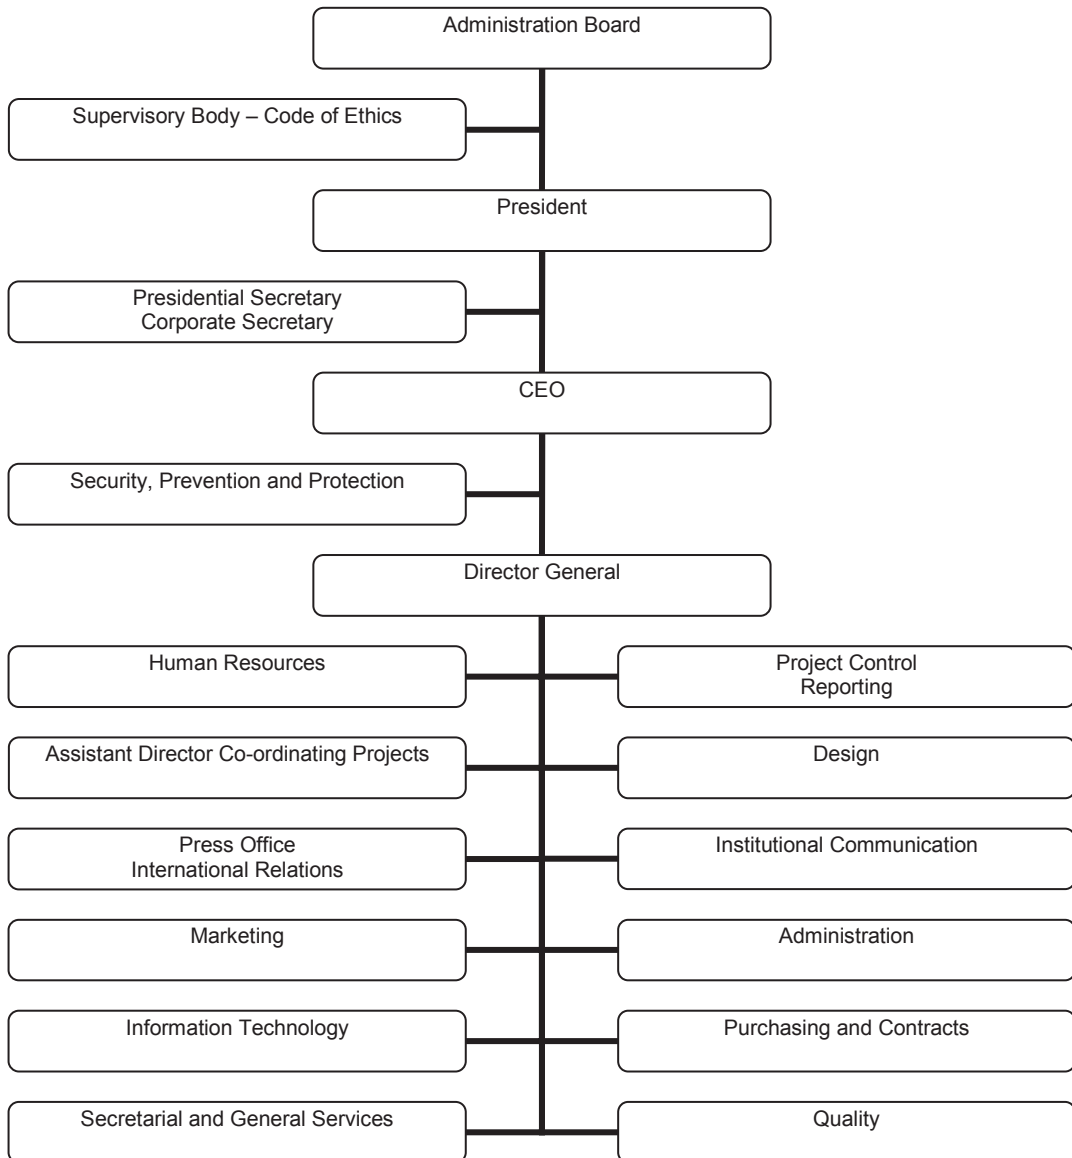 Administration Board
Supervisory Body – Code of Ethics
President
Presidential Secretary
Corporate Secretary
CEO
Security, Prevention and Protection
Director General
Human Resources
Project Control
Reporting
Assistant Director Co-ordinating Projects
Design
Press Office
International Relations
Institutional Communication
Marketing
Administration
Information Technology
Purchasing and Contracts
Secretarial and General Services
Quality